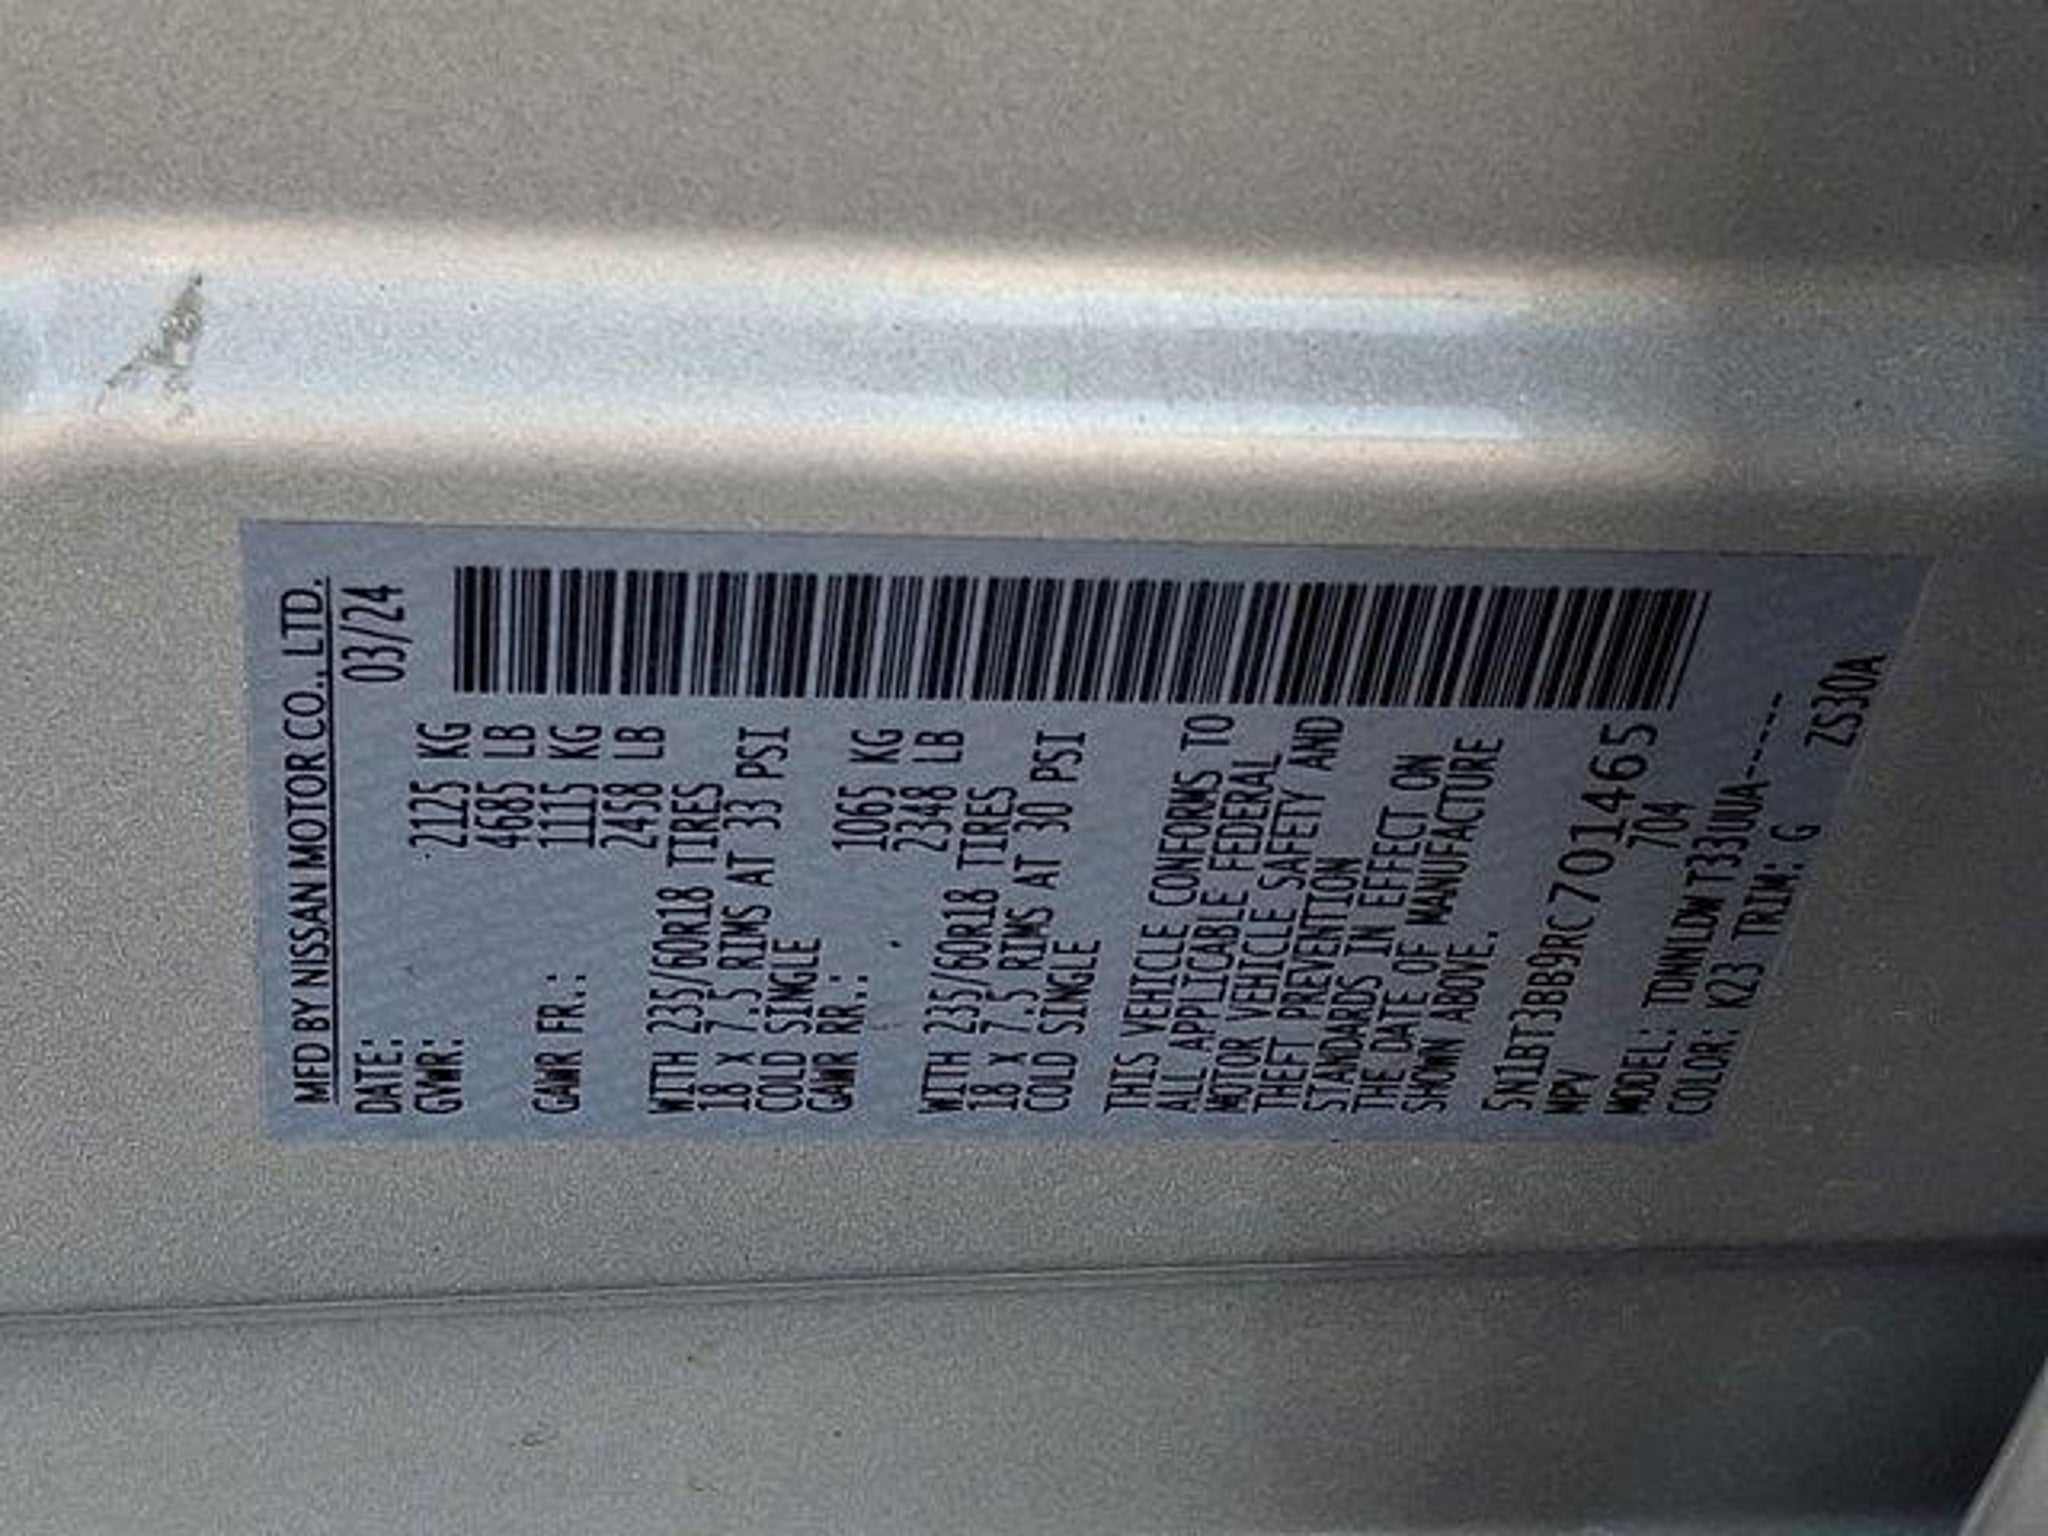 MFD BY NISSAN MOTOR CO., LTD.
DATE: 03/24
GVWR: 2125 KG
4685 LB
GAWR FR.: 1115 KG
2458 LB
WITH 235/60R18 TIRES
18 x 7.5 RIMS AT 33 PSI
COLD SINGLE
GAWR RR.: 1065 KG
2348 LB
WITH 235/60R18 TIRES
18 x 7.5 RIMS AT 30 PSI
COLD SINGLE
THIS VEHICLE CONFORMS TO
ALL APPLICABLE FEDERAL
MOTOR VEHICLE SAFETY AND
THEFT PREVENTION
STANDARDS IN EFFECT ON
THE DATE OF MANUFACTURE
SHOWN ABOVE.
5N1BT3BB9RC701465
MPV 704
MODEL: TDNNLDW T33UUA-----
COLOR: K23 TRIM: G ZS30A